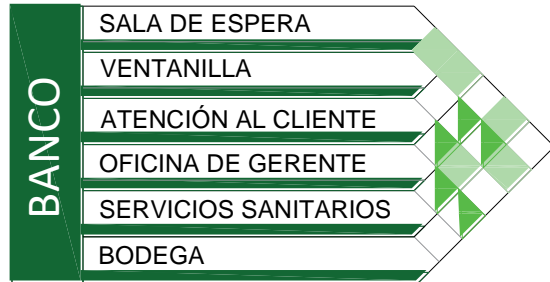 BANCO
SALA DE ESPERA
VENTANILLA
ATENCIÓN AL CLIENTE
OFICINA DE GERENTE
SERVICIOS SANITARIOS
BODEGA